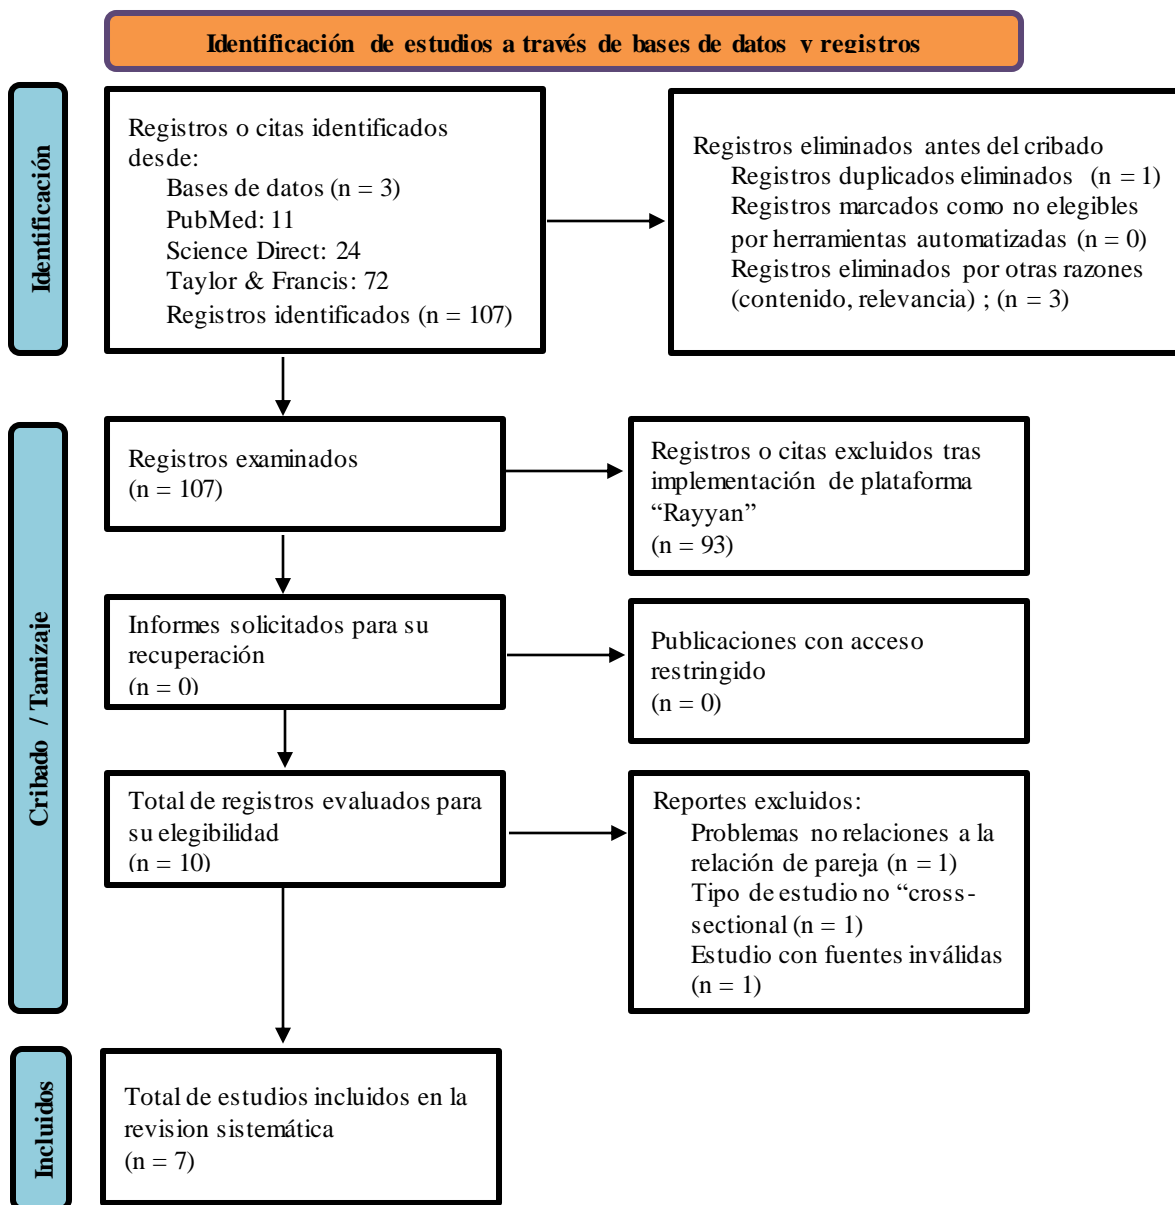 Identificación de estudios a través de bases de datos y registros
Identificación
Registros o citas identificados
desde:
Bases de datos (n = 3)
PubMed: 11
Science Direct: 24
Taylor & Francis: 72
Registros identificados (n = 107)
Registros eliminados antes del cribado
Registros duplicados eliminados (n = 1)
Registros marcados como no elegibles
por herramientas automatizadas (n = 0)
Registros eliminados por otras razones
(contenido, relevancia) ; (n = 3)
Cribado / Tamizaje
Registros examinados
(n = 107)
Registros o citas excluidos tras
implementación de plataforma
“Rayyan”
(n = 93)
Informes solicitados para su
recuperación
(n = 0)
Publicaciones con acceso
restringido
(n = 0)
Total de registros evaluados para
su elegibilidad
(n = 10)
Reportes excluidos:
Problemas no relaciones a la
relación de pareja (n = 1)
Tipo de estudio no “cross-
sectional (n = 1)
Estudio con fuentes inválidas
(n = 1)
Incluidos
Total de estudios incluidos en la
revision sistemática
(n = 7)